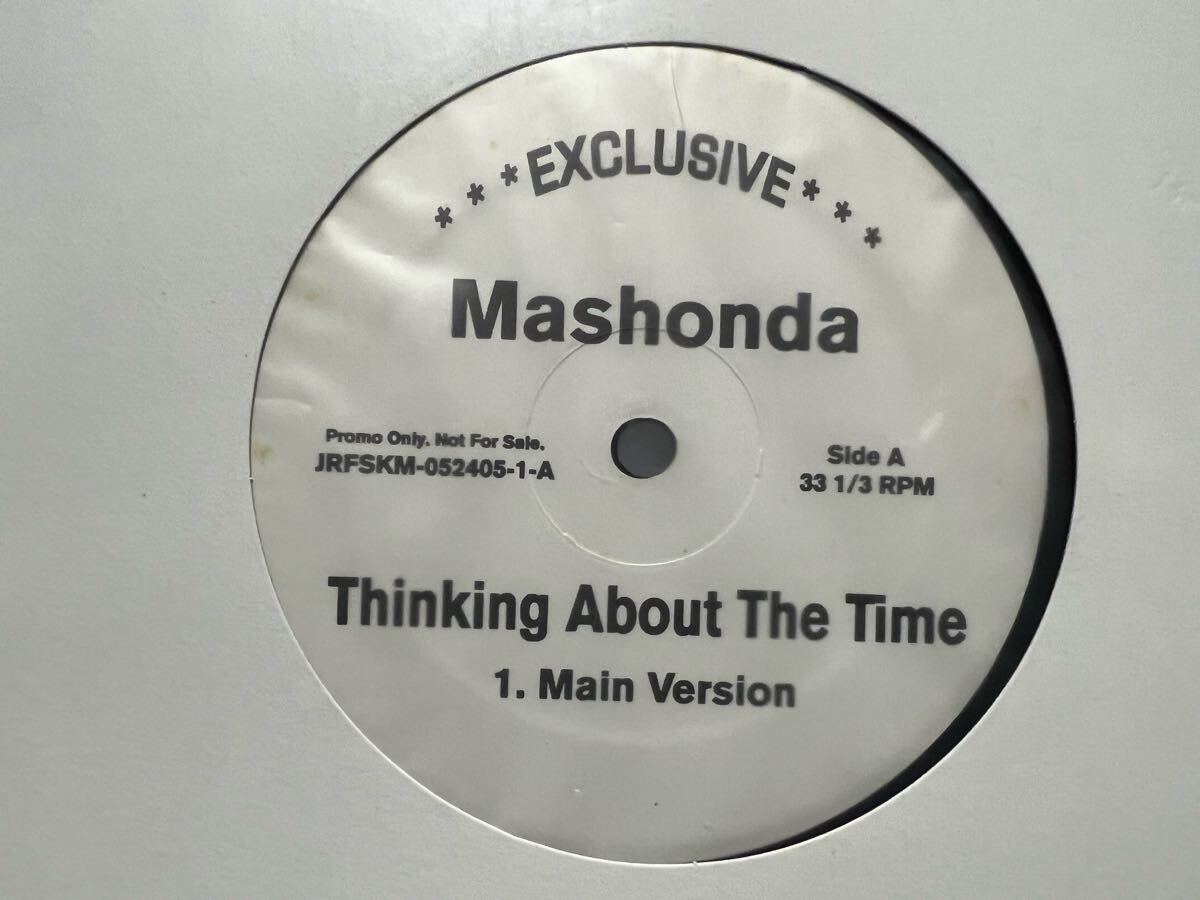 ***EXCLUSIVE***
Mashonda
Promo Only. Not For Sale.
JRFSKM-052405-1-A
Side A
33 1/3 RPM
Thinking About The Time
1. Main Version